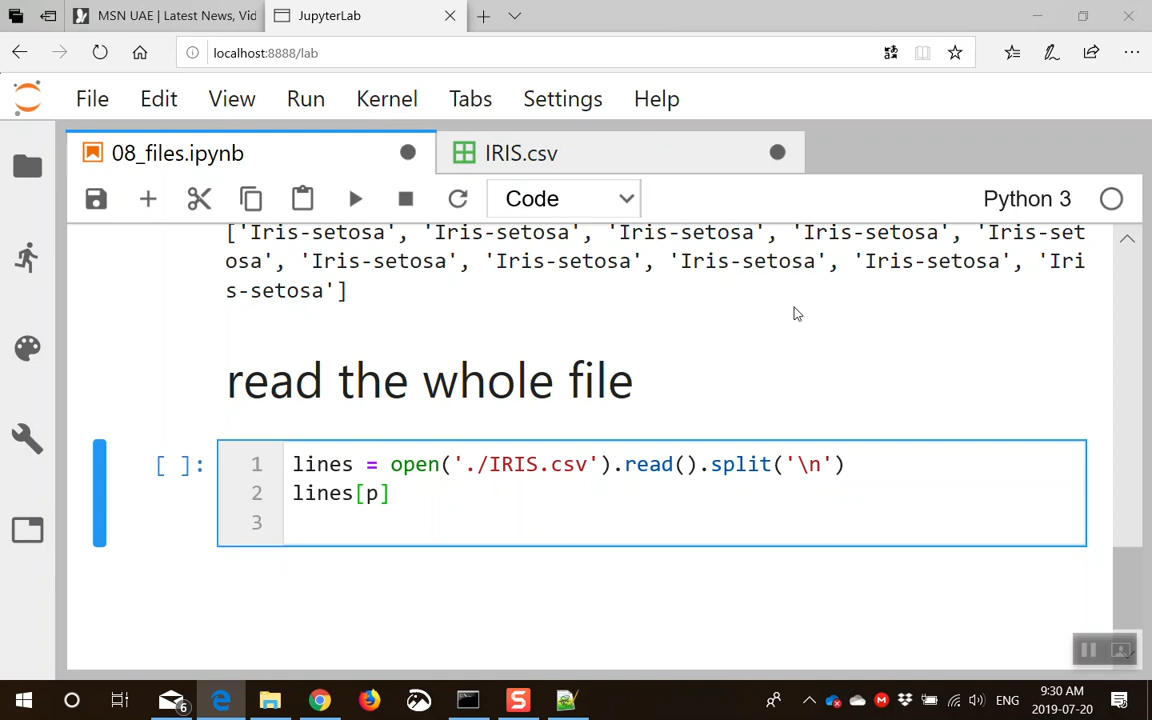 MSN UAE | Latest News, Vid
JupyterLab
localhost:8888/lab
File Edit View Run Kernel Tabs Settings Help
08_files.ipynb
IRIS.csv
Code
Python 3
['Iris-setosa', 'Iris-setosa', 'Iris-setosa', 'Iris-setosa', 'Iris-set
osa', 'Iris-setosa', 'Iris-setosa', 'Iris-setosa', 'Iris-setosa', 'Iri
s-setosa']
read the whole file
[ ]:
1 lines = open('./IRIS.csv').read().split('\n')
2 lines[p]
3
6
ENG
9:30 AM
2019-07-20